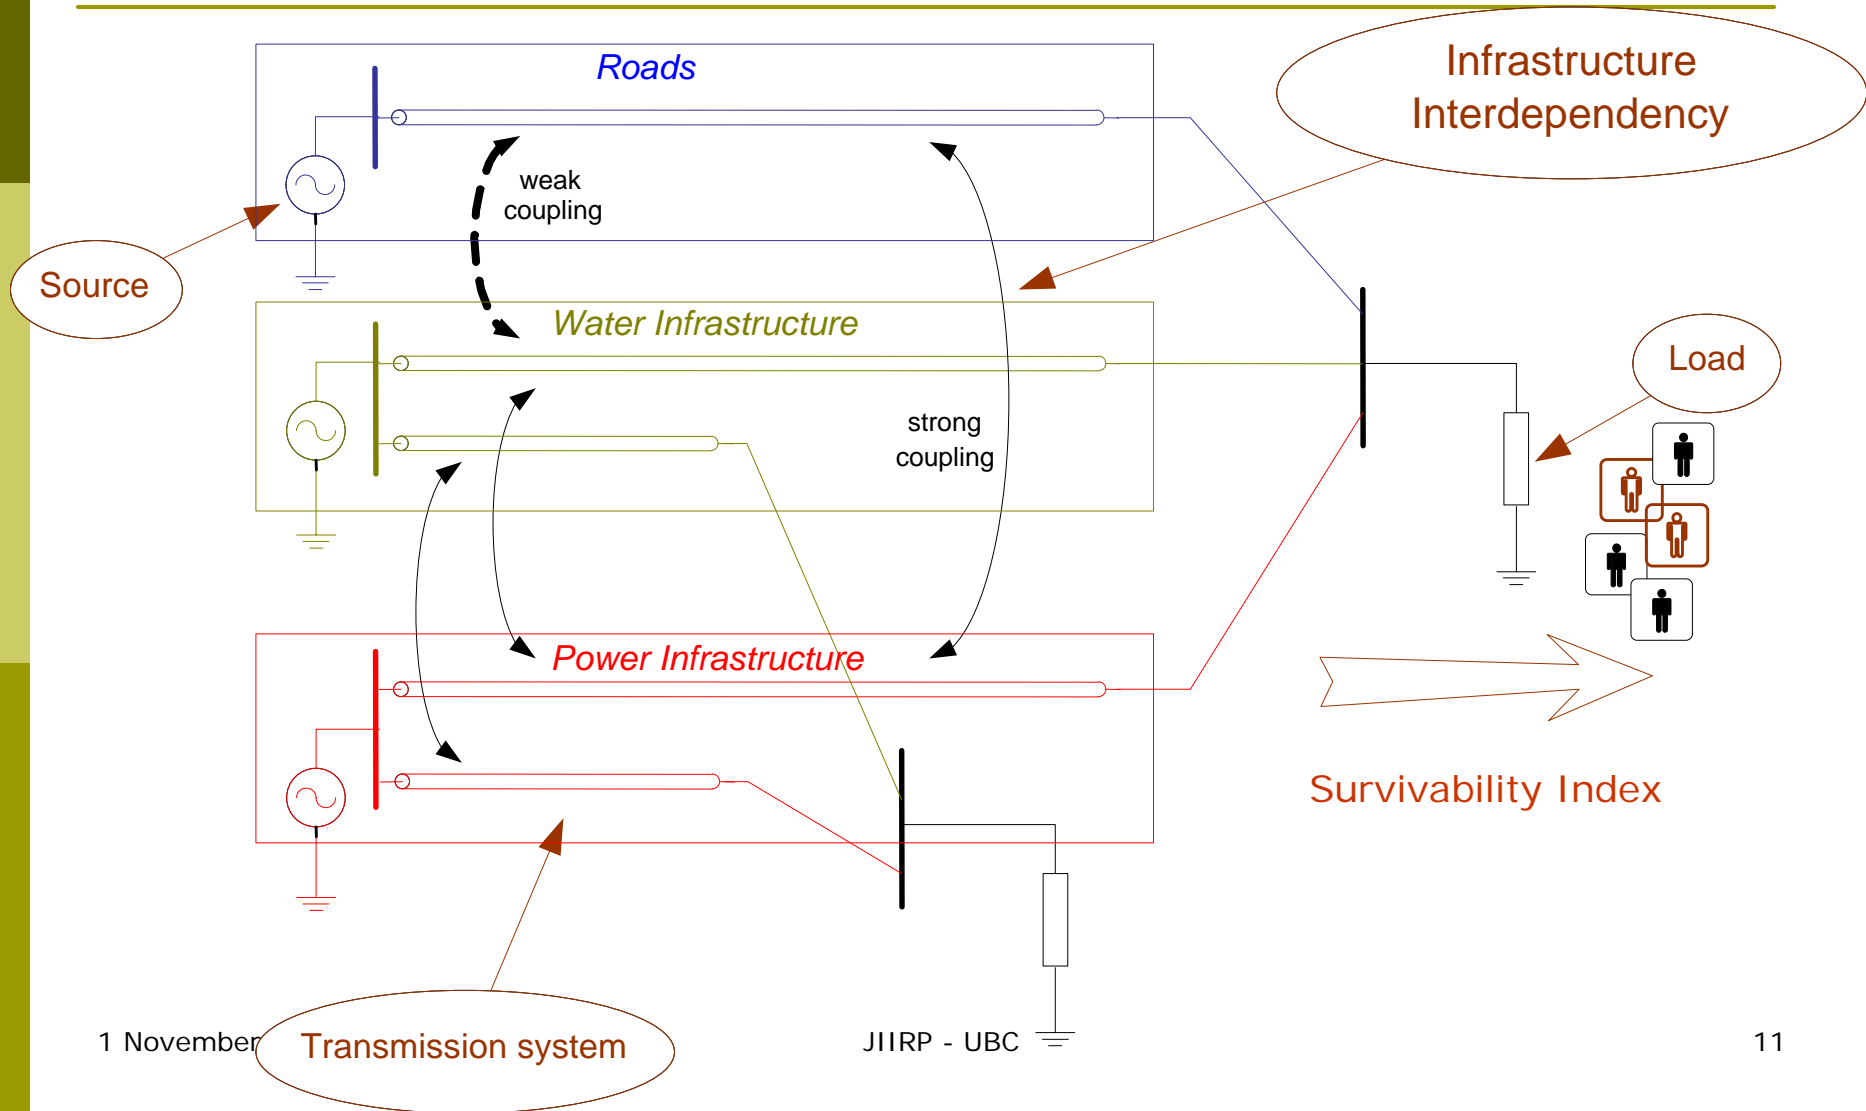 Infrastructure
Interdependency
Roads
weak
coupling
Source
Water Infrastructure
Load
strong
coupling
Power Infrastructure
Survivability Index
Transmission system
1 November
JIIRP - UBC
11